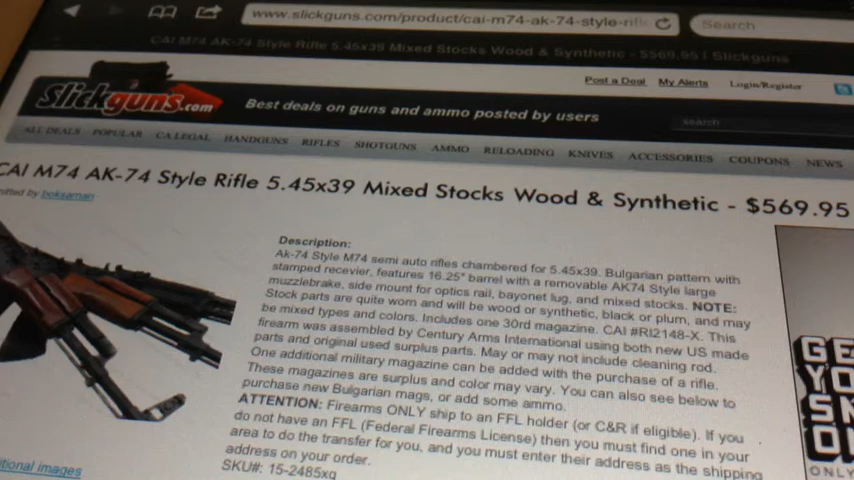 www.slickguns.com/product/cai-m74-ak-74-style-rifl
Search
CAI M74 AK-74 Style Rifle 5.45x39 Mixed Stocks Wood & Synthetic - $569.95 | Slickguns
Post a Deal My Alerts Login/Register
Slickguns.com
Best deals on guns and ammo posted by users
search
ALL DEALS POPULAR CA LEGAL HANDGUNS RIFLES SHOTGUNS AMMO RELOADING KNIVES ACCESSORIES COUPONS NEWS
CAI M74 AK-74 Style Rifle 5.45x39 Mixed Stocks Wood & Synthetic - $569.95
mitted by boksaman
Description:
Ak-74 Style M74 semi auto rifles chambered for 5.45x39. Bulgarian pattern with
stamped recevier, features 16.25" barrel with a removable AK74 Style large
muzzlebrake, side mount for optics rail, bayonet lug, and mixed stocks. NOTE:
Stock parts are quite worn and will be wood or synthetic, black or plum, and may
be mixed types and colors. Includes one 30rd magazine. CAI #RI2148-X. This
firearm was assembled by Century Arms International using both new US made
parts and original used surplus parts. May or may not include cleaning rod.
One additional military magazine can be added with the purchase of a rifle.
These magazines are surplus and color may vary. You can also see below to
purchase new Bulgarian mags, or add some ammo.
ATTENTION: Firearms ONLY ship to an FFL holder (or C&R if eligible). If you
do not have an FFL (Federal Firearms License) then you must find one in your
area to do the transfer for you, and you must enter their address as the shipping
address on your order.
SKU#: 15-2485xg
itional images
GE
YO
ONLY